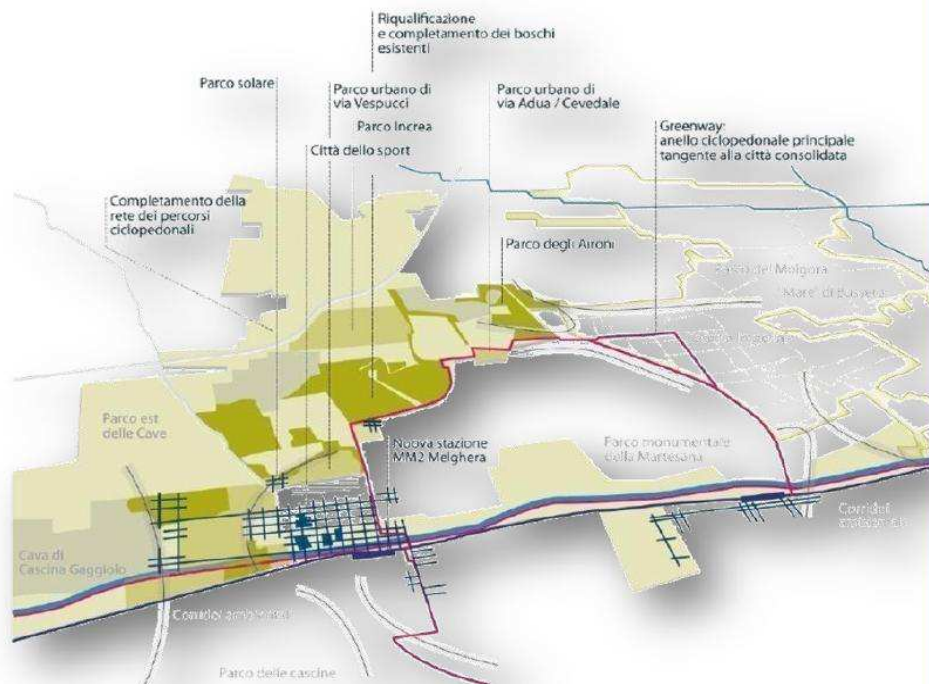 Riqualificazione
e completamento dei boschi
esistenti
Parco solare
Parco urbano di
via Vespucci
Parco urbano di
via Adua / Cevedale
Parco Increa
Città dello sport
Greenway:
anello ciclopedonale principale
tangente alla città consolidata
Completamento della
rete dei percorsi
ciclopedonali
Parco degli Aironi
Parco del Molgora
"Mare" di
Parco est
delle Cave
Nuova stazione
MM2 Melghera
Parco monumentale
della Martesana
Corridoi
Cava di
Cascina Gaggiolo
Corridoi ambientali
Parco delle cascine